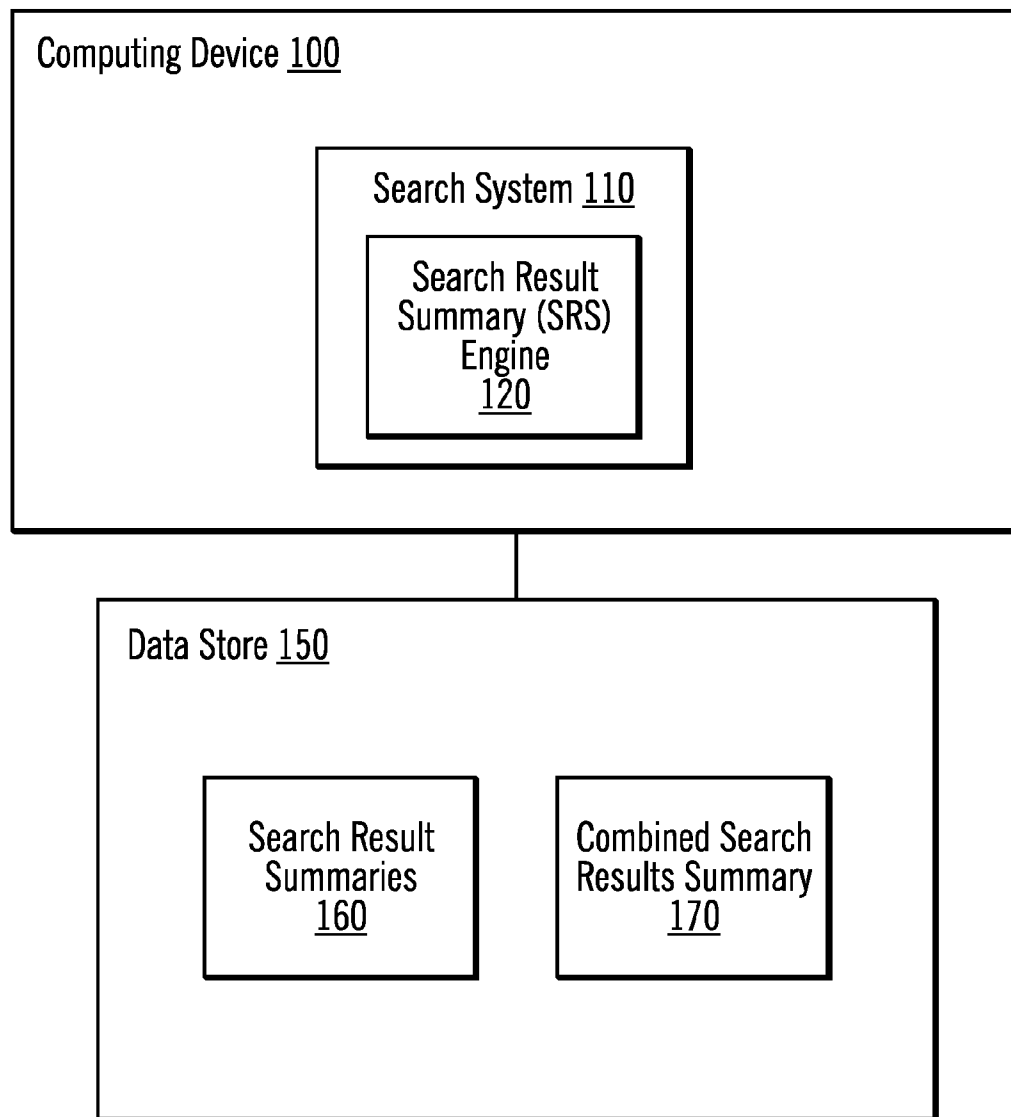 Computing Device 100
Search System 110
Search Result
Summary (SRS)
Engine
120
Data Store 150
Search Result
Summaries
160
Combined Search
Results Summary
170